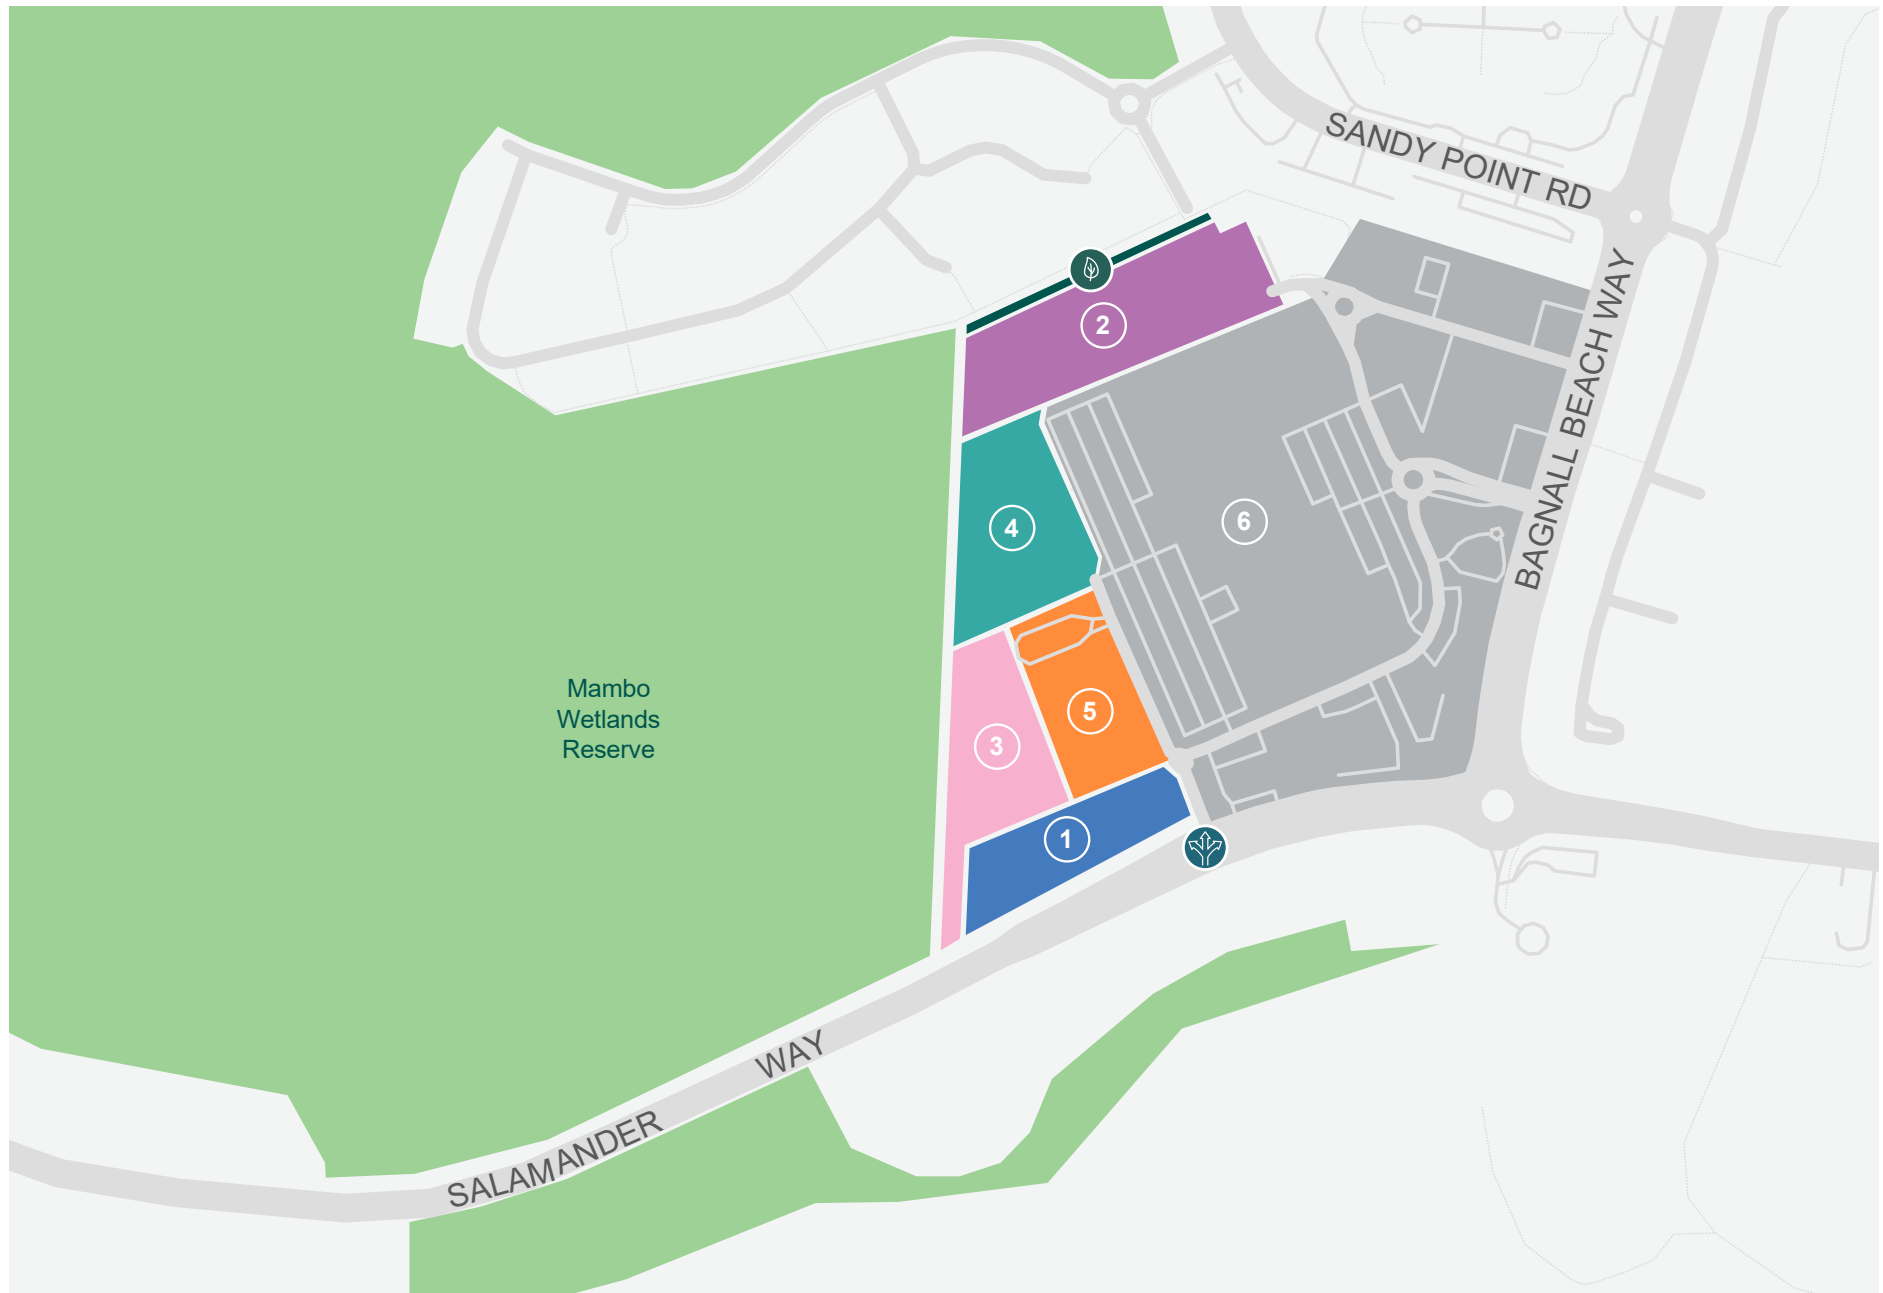 SANDY POINT RD
BAGNALL BEACH WAY
2
4
6
Mambo
Wetlands
Reserve
5
3
1
SALAMANDER WAY